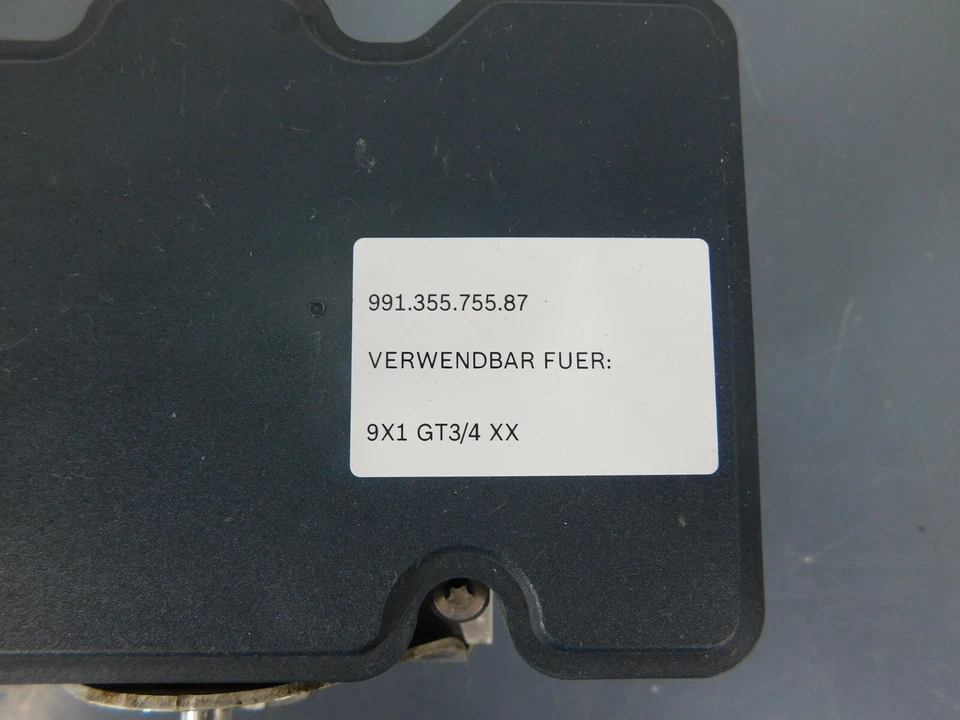 991.355.755.87
VERWENDBAR FUER:
9X1 GT3/4 XX